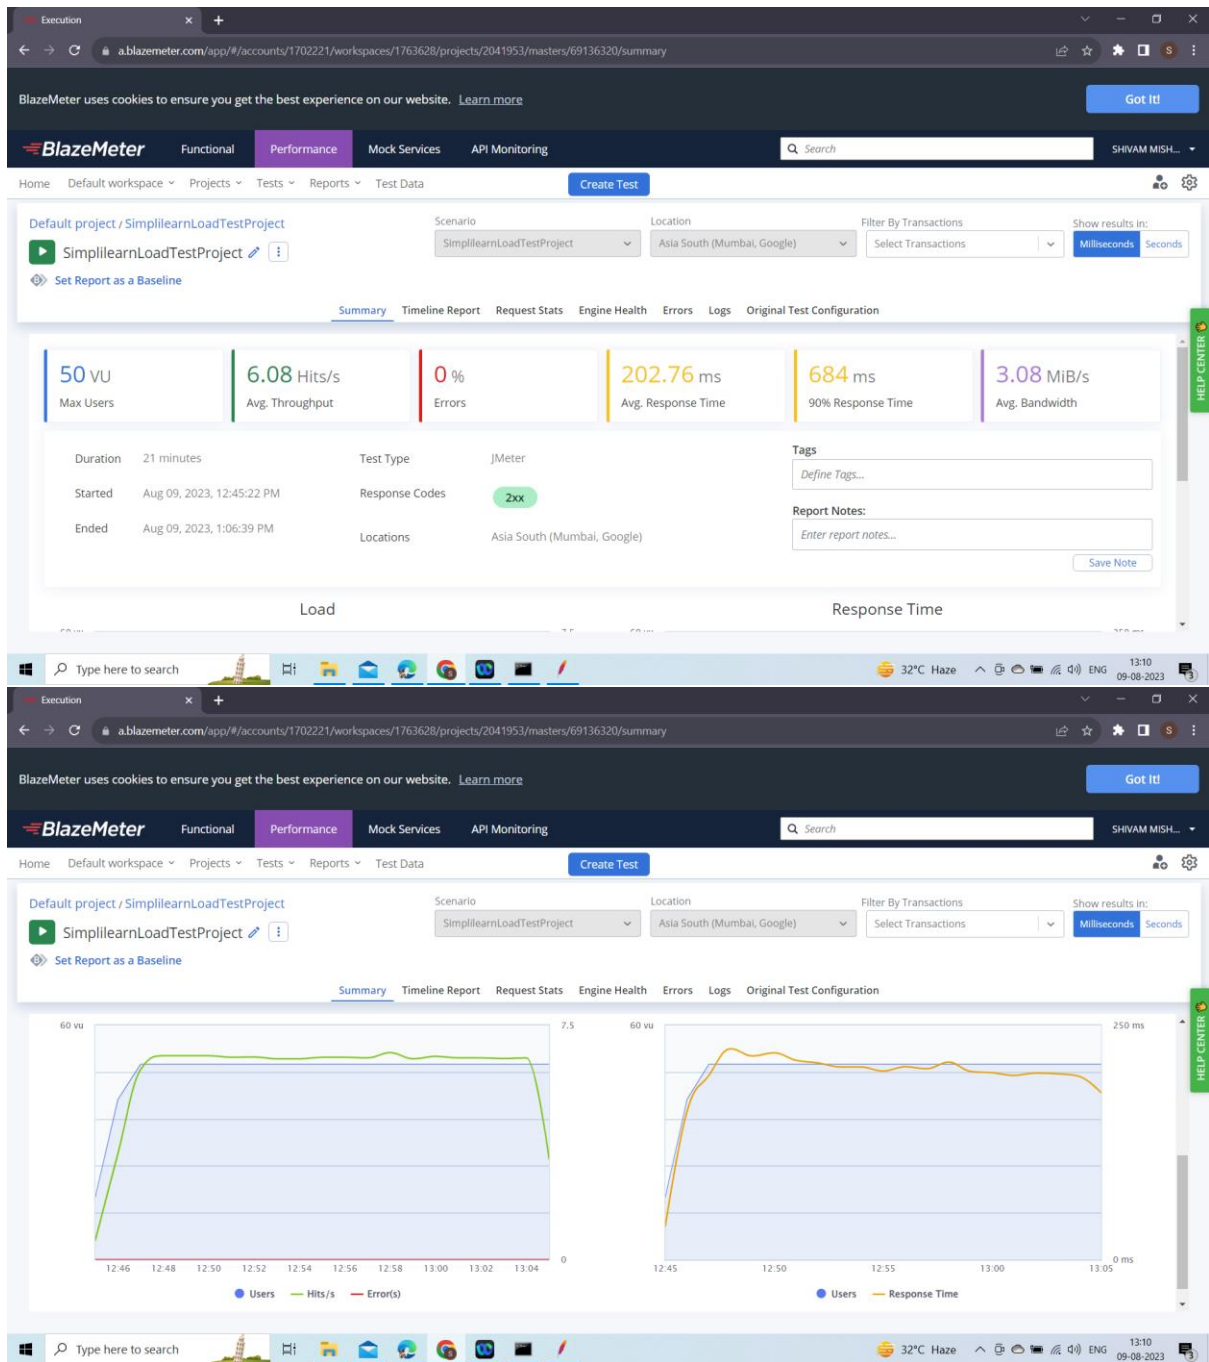 Execution
a.blazemeter.com/app/#/accounts/1702221/workspaces/1763628/projects/2041953/masters/69136320/summary
S
BlazeMeter uses cookies to ensure you get the best experience on our website. Learn more
Got It!
BlazeMeter Functional Performance Mock Services API Monitoring Search SHIVAM MISH...
Home Default workspace Projects Tests Reports Test Data Create Test
Default project / SimplilearnLoadTestProject
Scenario Location Filter By Transactions Show results in:
SimplilearnLoadTestProject Asia South (Mumbai, Google) Select Transactions Milliseconds Seconds
SimplilearnLoadTestProject
Set Report as a Baseline
Summary Timeline Report Request Stats Engine Health Errors Logs Original Test Configuration
HELP CENTER
50 VU 6.08 Hits/s 0 % 202.76 ms 684 ms 3.08 MiB/s
Max Users Avg. Throughput Errors Avg. Response Time 90% Response Time Avg. Bandwidth
Duration 21 minutes Test Type JMeter Tags
Define Tags...
Started Aug 09, 2023, 12:45:22 PM Response Codes 2xx
Report Notes:
Ended Aug 09, 2023, 1:06:39 PM Locations Asia South (Mumbai, Google) Enter report notes...
Save Note
Load Response Time
Type here to search 32°C Haze ENG 13:10
09-08-2023 3
Execution
a.blazemeter.com/app/#/accounts/1702221/workspaces/1763628/projects/2041953/masters/69136320/summary
S
BlazeMeter uses cookies to ensure you get the best experience on our website. Learn more
Got It!
BlazeMeter Functional Performance Mock Services API Monitoring Search SHIVAM MISH...
Home Default workspace Projects Tests Reports Test Data Create Test
Default project / SimplilearnLoadTestProject
Scenario Location Filter By Transactions Show results in:
SimplilearnLoadTestProject Asia South (Mumbai, Google) Select Transactions Milliseconds Seconds
SimplilearnLoadTestProject
Set Report as a Baseline
Summary Timeline Report Request Stats Engine Health Errors Logs Original Test Configuration
HELP CENTER
60 vu 7.5 60 vu 250 ms
0 0 ms
12:46 12:48 12:50 12:52 12:54 12:56 12:58 13:00 13:02 13:04 12:45 12:50 12:55 13:00 13:05
Users Hits/s Error(s) Users Response Time
Type here to search 32°C Haze ENG 13:10
09-08-2023 3